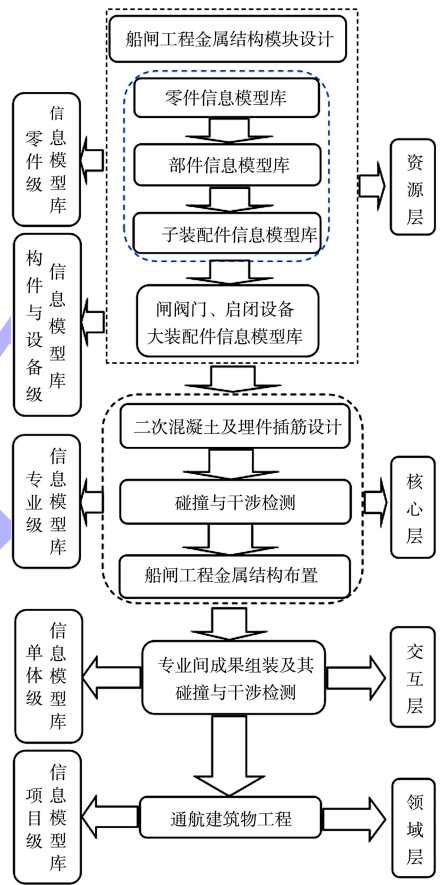 船闸工程金属结构模块设计
零件信息模型库
部件信息模型库
子装配件信息模型库
闸阀门、启闭设备
大装配件信息模型库
零件级
信息模型库
资源层
构件与设备级
信息模型库
二次混凝土及埋件插筋设计
碰撞与干涉检测
船闸工程金属结构布置
专业级
信息模型库
核心层
专业间成果组装及其
碰撞与干涉检测
单体级
信息模型库
交互层
通航建筑物工程
项目级
信息模型库
领域层